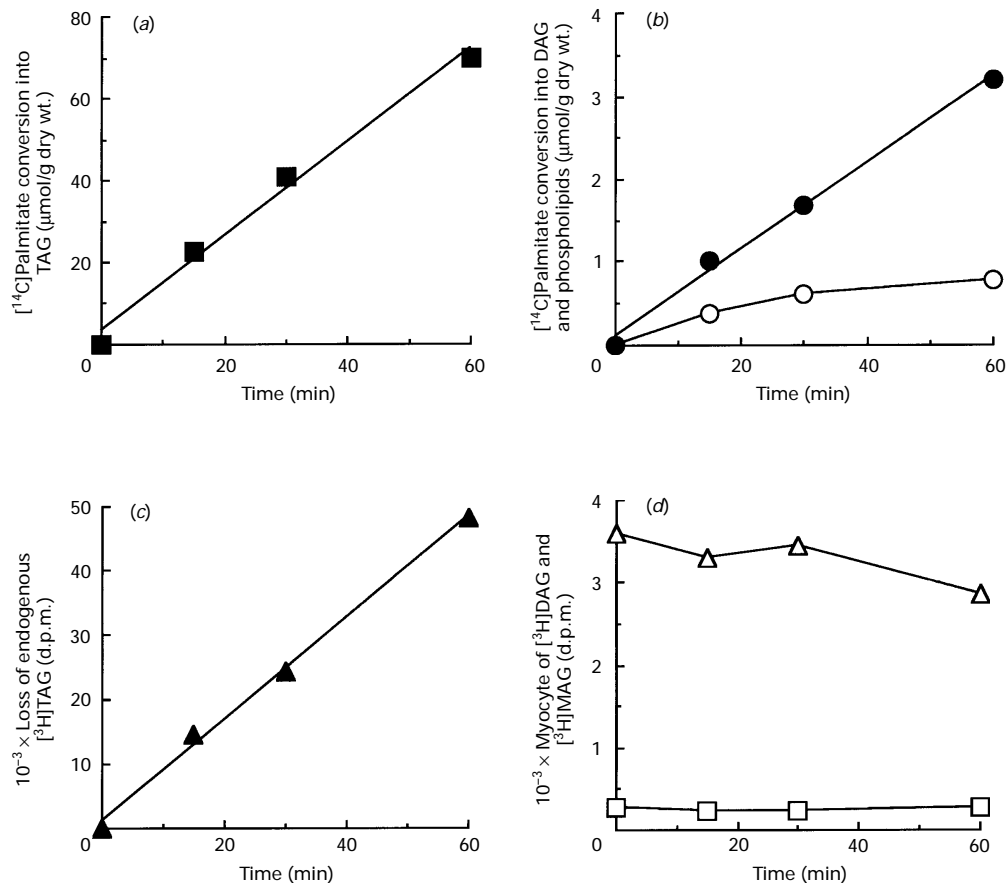 (a)
[¹⁴C]Palmitate conversion into
TAG (μmol/g dry wt.)
80
60
40
20
0
20
40
60
Time (min)
(b)
[¹⁴C]Palmitate conversion into DAG
and phospholipids (μmol/g dry wt.)
4
3
2
1
0
20
40
60
Time (min)
(c)
10⁻³ × Loss of endogenous
[³H]TAG (d.p.m.)
50
40
30
20
10
0
0
20
40
60
Time (min)
(d)
10⁻³ × Myocyte of [³H]DAG and
[³H]MAG (d.p.m.)
4
3
2
1
0
20
40
60
Time (min)